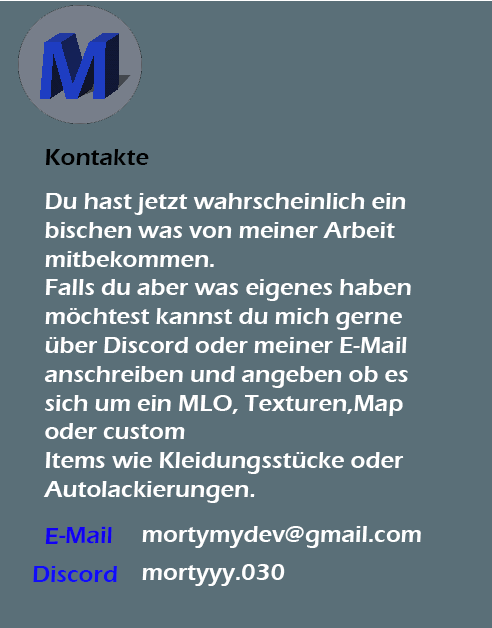 M
Kontakte
Du hast jetzt wahrscheinlich ein
bischen was von meiner Arbeit
mitbekommen.
Falls du aber was eigenes haben
möchtest kannst du mich gerne
über Discord oder meiner E-Mail
anschreiben und angeben ob es
sich um ein MLO, Texturen,Map
oder custom
Items wie Kleidungsstücke oder
Autolackierungen.
E-Mail mortymydev@gmail.com
Discord mortyyy.030